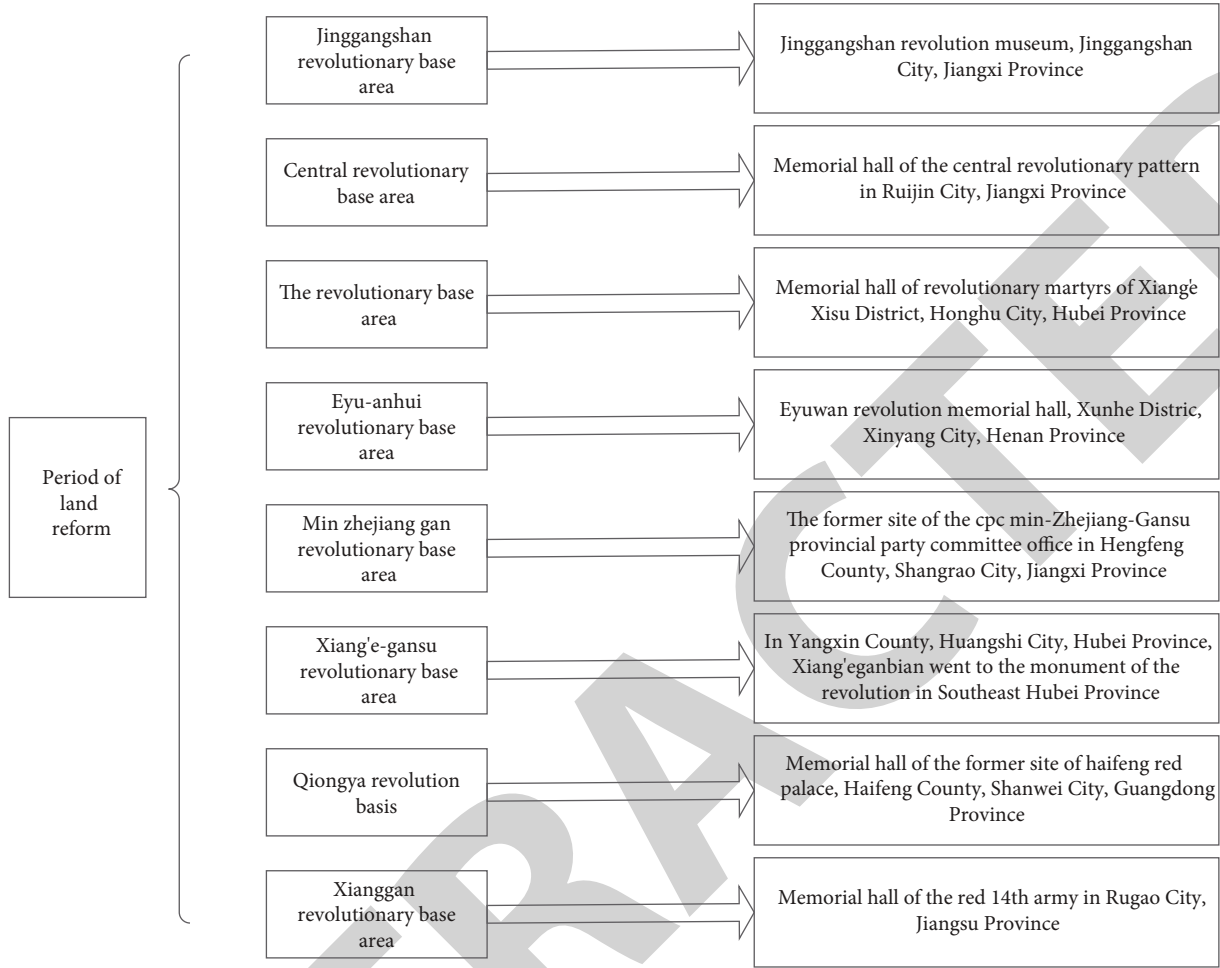 Period of
land
reform
Jinggangshan
revolutionary base
area
Jinggangshan revolution museum, Jinggangshan
City, Jiangxi Province
Central revolutionary
base area
Memorial hall of the central revolutionary pattern
in Ruijin City, Jiangxi Province
The revolutionary base
area
Memorial hall of revolutionary martyrs of Xiang'e
Xisu District, Honghu City, Hubei Province
Eyu-anhui
revolutionary base
area
Eyuwan revolution memorial hall, Xunhe Distric,
Xinyang City, Henan Province
Min zhejiang gan
revolutionary base
area
The former site of the cpc min-Zhejiang-Gansu
provincial party committee office in Hengfeng
County, Shangrao City, Jiangxi Province
Xiang'e-gansu
revolutionary base
area
In Yangxin County, Huangshi City, Hubei Province,
Xiang'eganbian went to the monument of the
revolution in Southeast Hubei Province
Qiongya revolution
basis
Memorial hall of the former site of haifeng red
palace, Haifeng County, Shanwei City, Guangdong
Province
Xianggan
revolutionary base
area
Memorial hall of the red 14th army in Rugao City,
Jiangsu Province
TRACTED